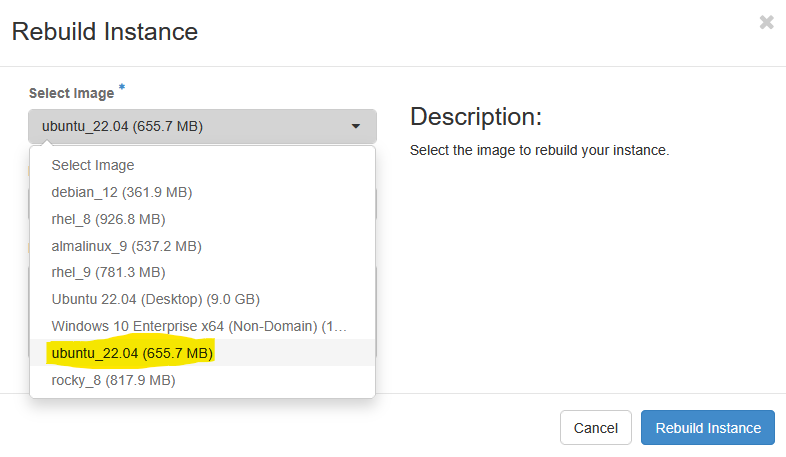 Rebuild Instance
Select Image *
ubuntu_22.04 (655.7 MB)
Select Image
debian_12 (361.9 MB)
rhel_8 (926.8 MB)
almalinux_9 (537.2 MB)
rhel_9 (781.3 MB)
Ubuntu 22.04 (Desktop) (9.0 GB)
Windows 10 Enterprise x64 (Non-Domain) (1…
ubuntu_22.04 (655.7 MB)
rocky_8 (817.9 MB)
Description:
Select the image to rebuild your instance.
Cancel
Rebuild Instance